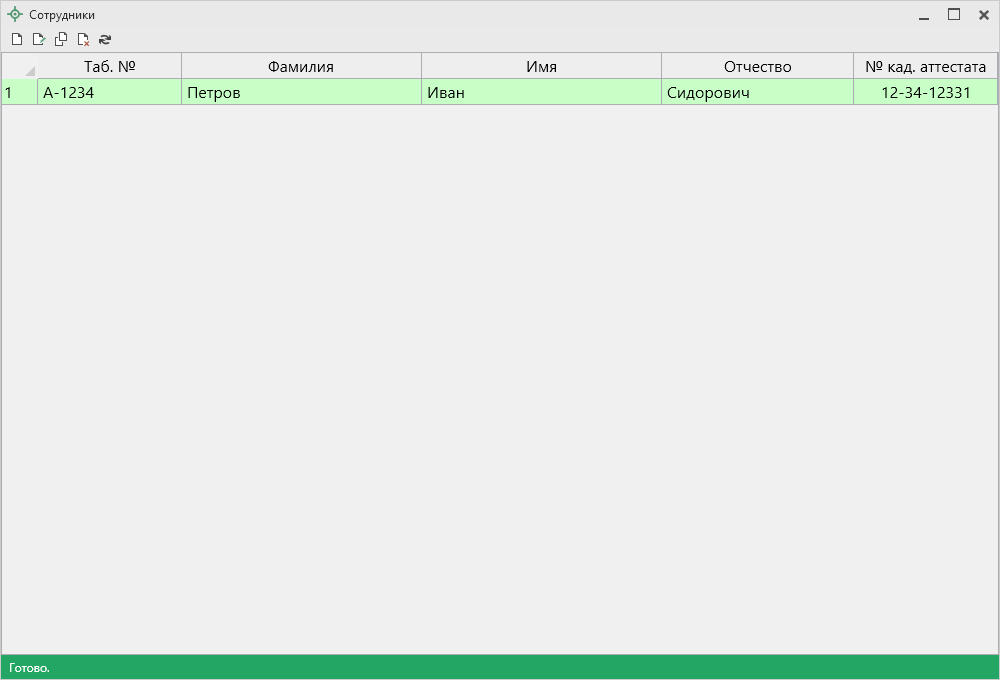 Сотрудники
Таб. № Фамилия Имя Отчество № кад. аттестата
1 А-1234 Петров Иван Сидорович 12-34-12331
Готово.